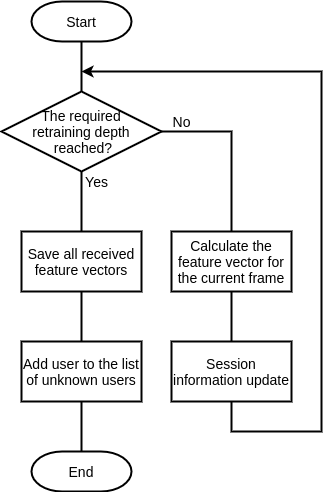 Start
The required
retraining depth
reached?
No
Yes
Save all received
feature vectors
Calculate the
feature vector for
the current frame
Add user to the list
of unknown users
Session
information update
End